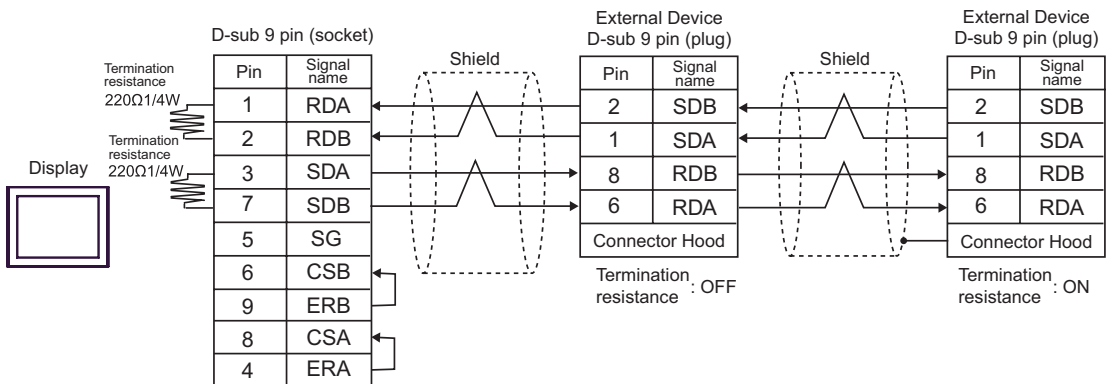 D-sub 9 pin (socket)
Pin Signal name
1 RDA
2 RDB
3 SDA
7 SDB
5 SG
6 CSB
9 ERB
8 CSA
4 ERA
Termination
resistance
220Ω1/4W
Termination
resistance
220Ω1/4W
Display
Shield
External Device
D-sub 9 pin (plug)
Pin Signal name
2 SDB
1 SDA
8 RDB
6 RDA
Connector Hood
Termination
resistance : OFF
Shield
External Device
D-sub 9 pin (plug)
Pin Signal name
2 SDB
1 SDA
8 RDB
6 RDA
Connector Hood
Termination
resistance : ON